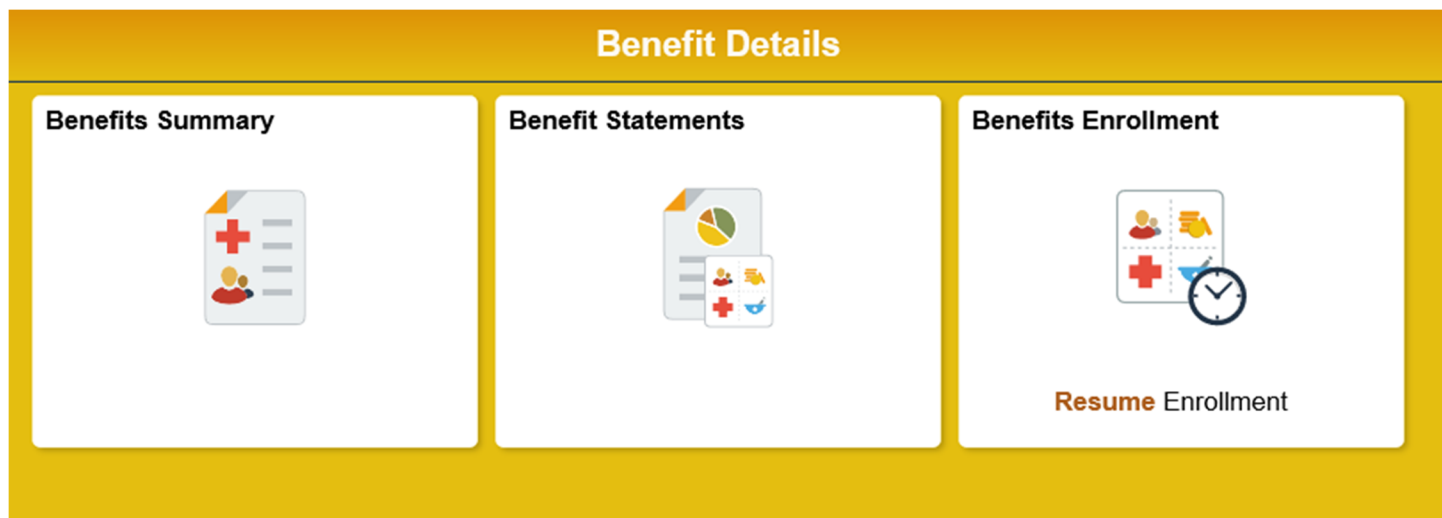 Benefit Details
Benefits Summary
Benefit Statements
Benefits Enrollment
Resume Enrollment